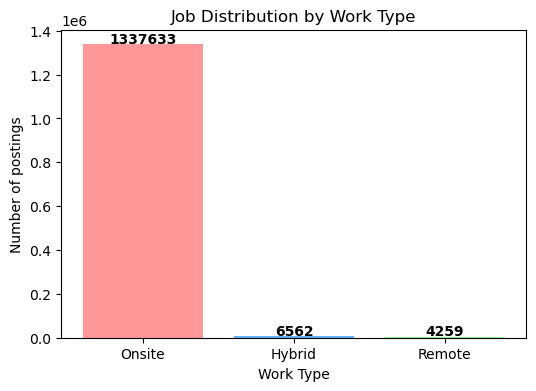 Job Distribution by Work Type
1e6
1337633
1.4
1.2
1.0
0.8
0.6
0.4
0.2
0.0
Number of postings
6562
4259
Onsite
Hybrid
Remote
Work Type